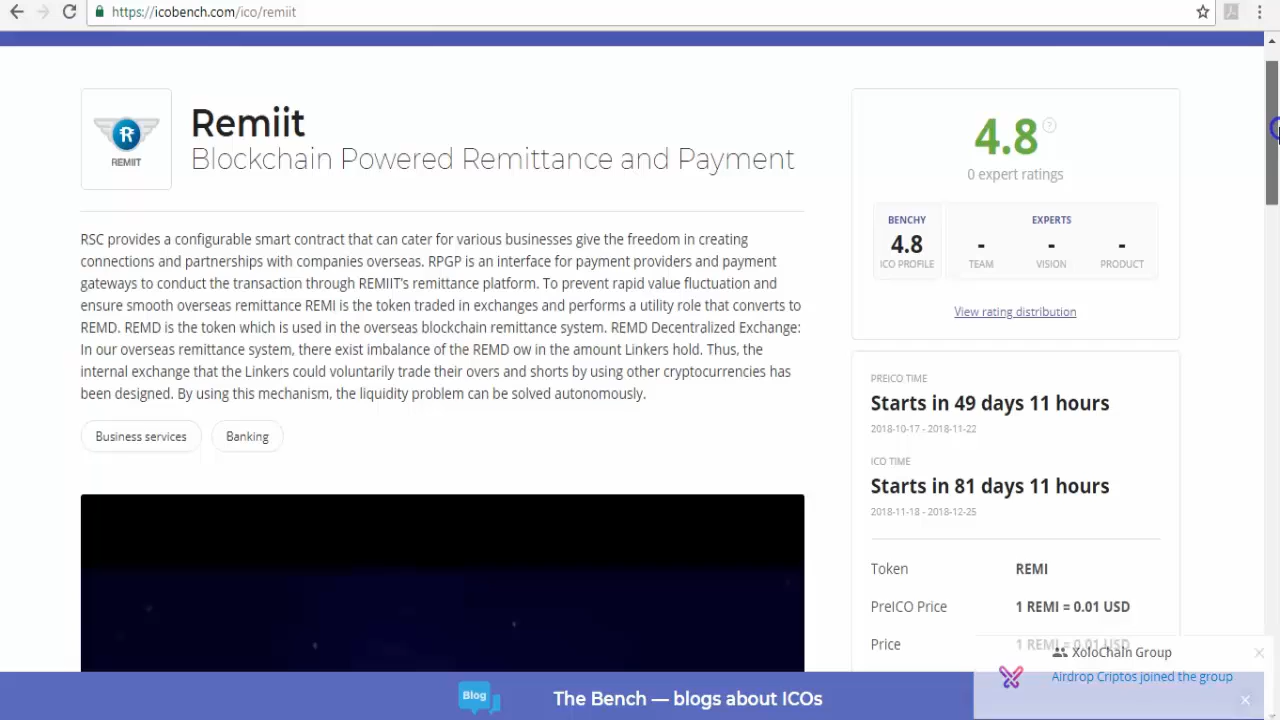 https://icobench.com/ico/remiit
REMIIT
Remiit
Blockchain Powered Remittance and Payment
RSC provides a configurable smart contract that can cater for various businesses give the freedom in creating
connections and partnerships with companies overseas. RPGP is an interface for payment providers and payment
gateways to conduct the transaction through REMIIT's remittance platform. To prevent rapid value fluctuation and
ensure smooth overseas remittance REMI is the token traded in exchanges and performs a utility role that converts to
REMD. REMD is the token which is used in the overseas blockchain remittance system. REMD Decentralized Exchange:
In our overseas remittance system, there exist imbalance of the REMD ow in the amount Linkers hold. Thus, the
internal exchange that the Linkers could voluntarily trade their overs and shorts by using other cryptocurrencies has
been designed. By using this mechanism, the liquidity problem can be solved autonomously.
Business services
Banking
4.8
?
0 expert ratings
BENCHY
EXPERTS
4.8
-
-
-
ICO PROFILE
TEAM
VISION
PRODUCT
View rating distribution
PREICO TIME
Starts in 49 days 11 hours
2018-10-17 - 2018-11-22
ICO TIME
Starts in 81 days 11 hours
2018-11-18 - 2018-12-25
Token
REMI
PreICO Price
1 REMI = 0.01 USD
Price
1 REMI = 0.01 USD
XoloChain Group
Airdrop Criptos joined the group
Blog
The Bench — blogs about ICOs